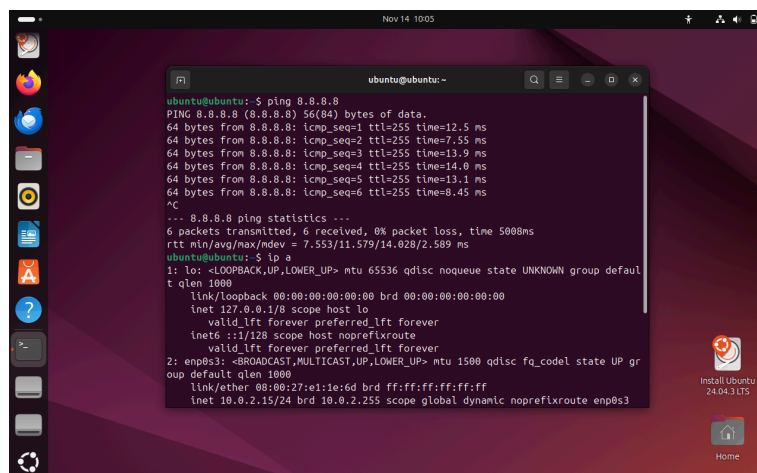 Nov 14 10:05
ubuntu@ubuntu: ~
ubuntu@ubuntu:~$ ping 8.8.8.8
PING 8.8.8.8 (8.8.8.8) 56(84) bytes of data.
64 bytes from 8.8.8.8: icmp_seq=1 ttl=255 time=12.5 ms
64 bytes from 8.8.8.8: icmp_seq=2 ttl=255 time=7.55 ms
64 bytes from 8.8.8.8: icmp_seq=3 ttl=255 time=13.9 ms
64 bytes from 8.8.8.8: icmp_seq=4 ttl=255 time=14.0 ms
64 bytes from 8.8.8.8: icmp_seq=5 ttl=255 time=13.1 ms
64 bytes from 8.8.8.8: icmp_seq=6 ttl=255 time=8.45 ms
^C
--- 8.8.8.8 ping statistics ---
6 packets transmitted, 6 received, 0% packet loss, time 5008ms
rtt min/avg/max/mdev = 7.553/11.579/14.028/2.589 ms
ubuntu@ubuntu:~$ ip a
1: lo: <LOOPBACK,UP,LOWER_UP> mtu 65536 qdisc noqueue state UNKNOWN group defaul
t qlen 1000
    link/loopback 00:00:00:00:00:00 brd 00:00:00:00:00:00
    inet 127.0.0.1/8 scope host lo
       valid_lft forever preferred_lft forever
    inet6 ::1/128 scope host noprefixroute
       valid_lft forever preferred_lft forever
2: enp0s3: <BROADCAST,MULTICAST,UP,LOWER_UP> mtu 1500 qdisc fq_codel state UP gr
oup default qlen 1000
    link/ether 08:00:27:e1:1e:6d brd ff:ff:ff:ff:ff:ff
    inet 10.0.2.15/24 brd 10.0.2.255 scope global dynamic noprefixroute enp0s3
Install Ubuntu
24.04.3 LTS
Home